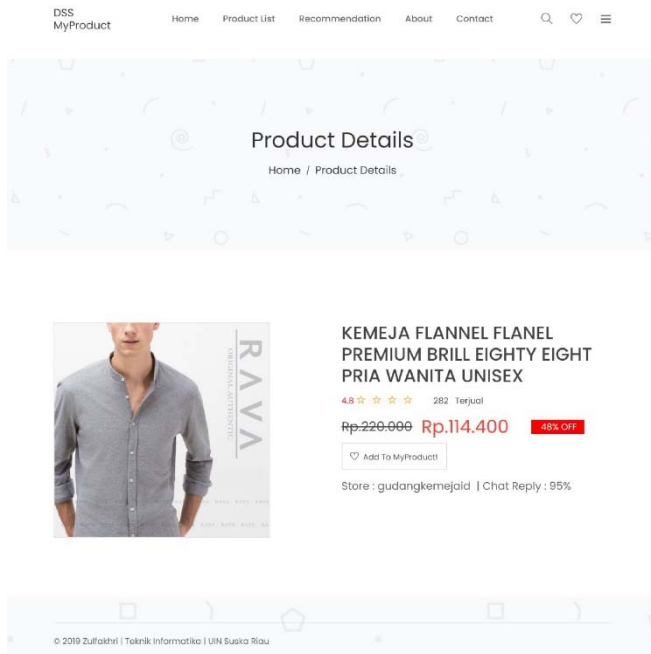 DSS
MyProduct
Home Product List Recommendation About Contact
Product Details
Home / Product Details
RAVA
ORIGINAL AUTHENTIC
KEMEJA FLANNEL FLANEL
PREMIUM BRILL EIGHTY EIGHT
PRIA WANITA UNISEX
4.8 282 Terjual
Rp.220.000 Rp.114.400 48% OFF
Add To MyProduct!
Store : gudangkemejaid | Chat Reply : 95%
© 2019 Zulfakhri | Teknik Informatika | UIN Suska Riau